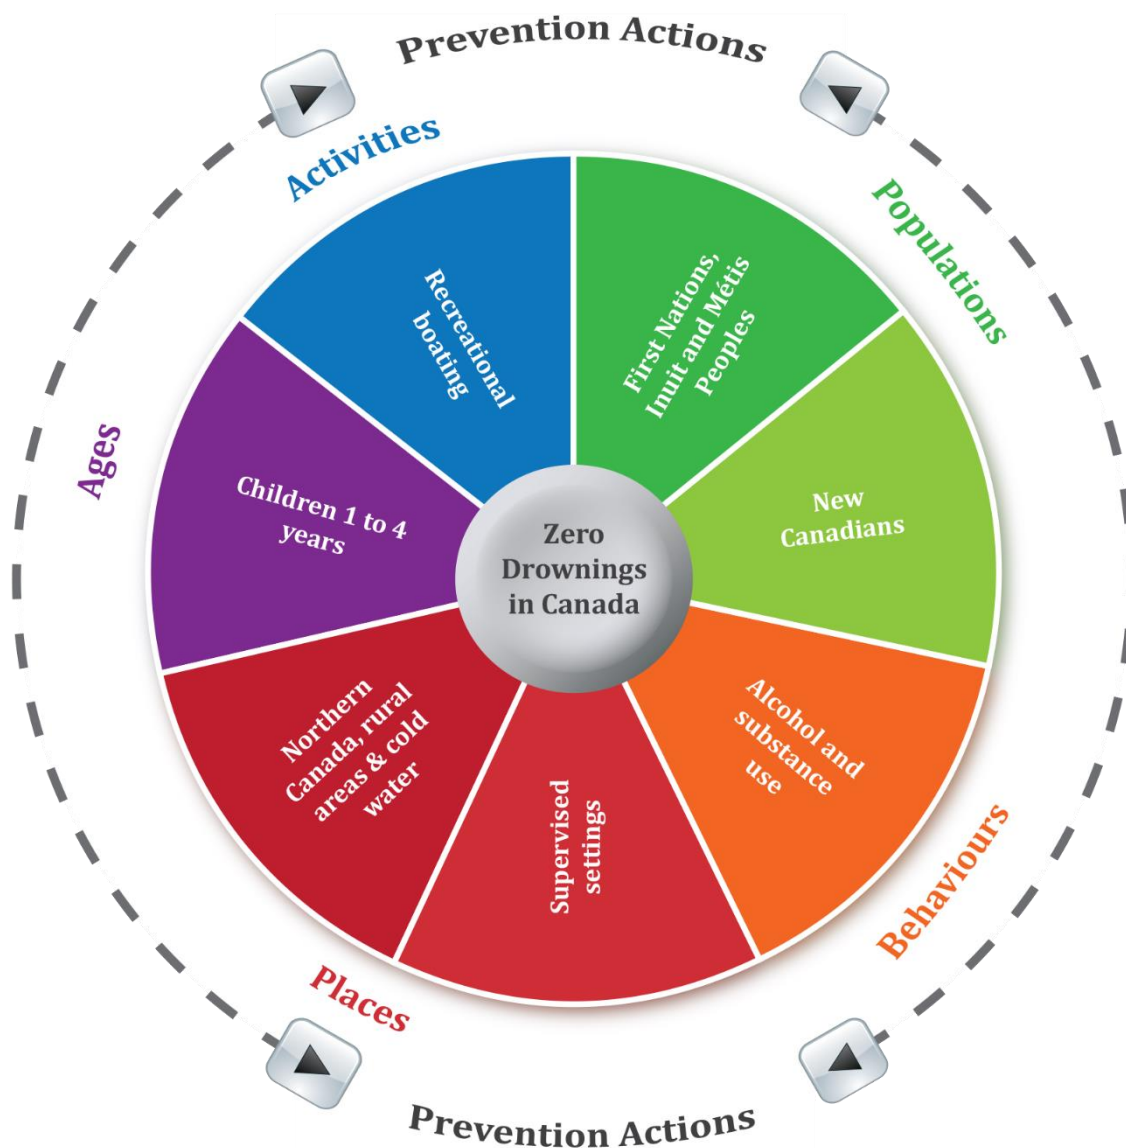 Prevention Actions
Activities
Populations
Recreational
boating
First Nations,
Inuit and Métis
Peoples
Ages
Children 1 to 4
years
New
Canadians
Zero
Drownings
in Canada
Northern
Canada, rural
areas & cold
water
Supervised
settings
Alcohol and
substance
use
Behaviours
Places
Prevention Actions